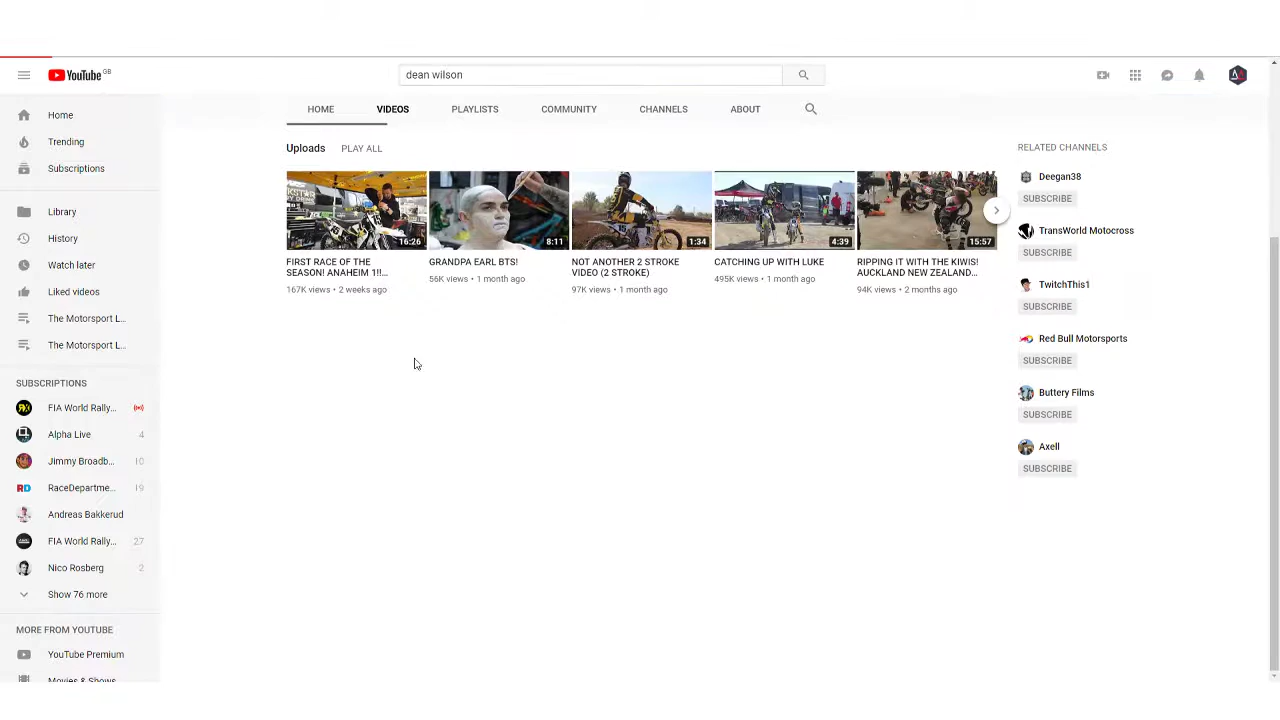 YouTube GB
dean wilson
HOME VIDEOS PLAYLISTS COMMUNITY CHANNELS ABOUT
Home
Trending
Subscriptions
Library
History
Watch later
Liked videos
The Motorsport L...
The Motorsport L...
SUBSCRIPTIONS
FIA World Rally...
Alpha Live 4
Jimmy Broadb... 10
RaceDepartme... 19
Andreas Bakkerud
FIA World Rally... 27
Nico Rosberg 2
Show 76 more
MORE FROM YOUTUBE
YouTube Premium
Movies & Shows
Uploads PLAY ALL
16:26
FIRST RACE OF THE
SEASON! ANAHEIM 1!!...
167K views • 2 weeks ago
8:11
GRANDPA EARL BTS!
56K views • 1 month ago
1:34
NOT ANOTHER 2 STROKE
VIDEO (2 STROKE)
97K views • 1 month ago
4:39
CATCHING UP WITH LUKE
495K views • 1 month ago
15:57
RIPPING IT WITH THE KIWIS!
AUCKLAND NEW ZEALAND...
94K views • 2 months ago
RELATED CHANNELS
Deegan38
SUBSCRIBE
TransWorld Motocross
SUBSCRIBE
TwitchThis1
SUBSCRIBE
Red Bull Motorsports
SUBSCRIBE
Buttery Films
SUBSCRIBE
Axell
SUBSCRIBE